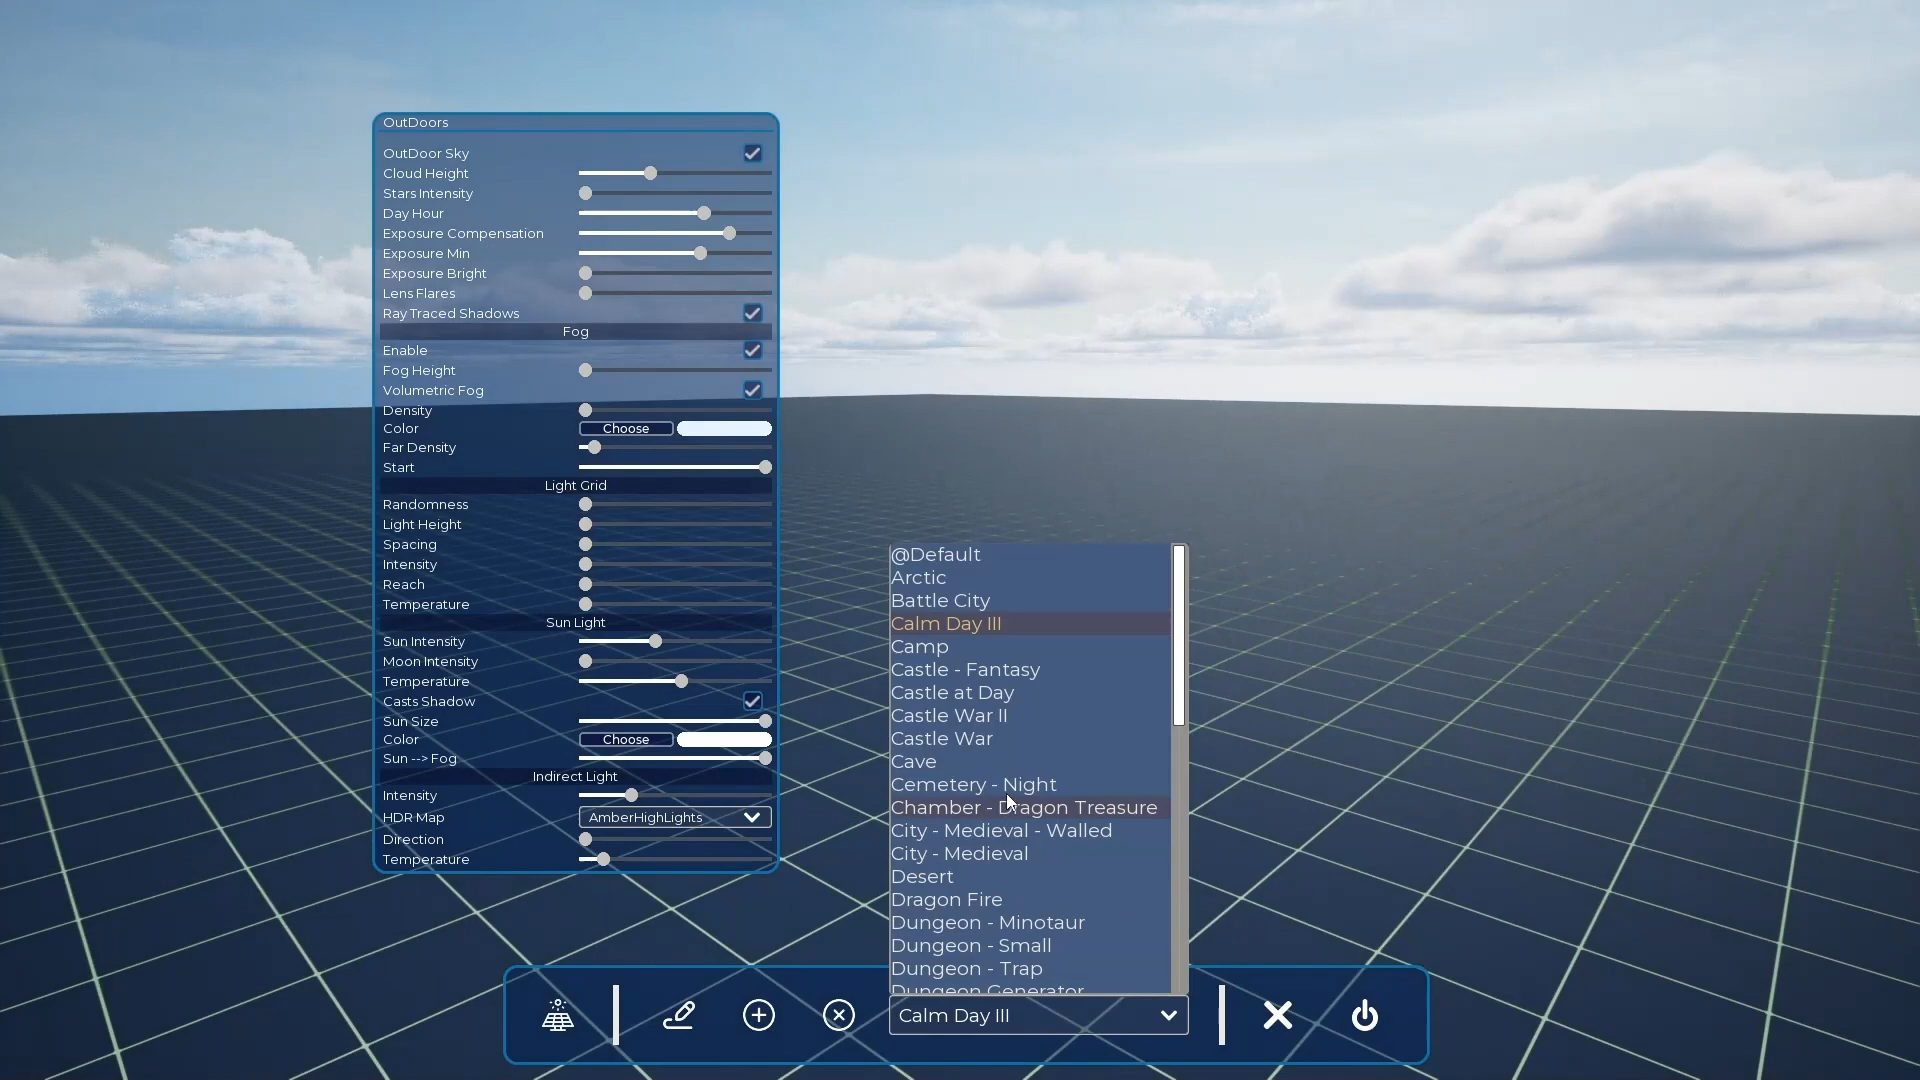 OutDoors
OutDoor Sky
Cloud Height
Stars Intensity
Day Hour
Exposure Compensation
Exposure Min
Exposure Bright
Lens Flares
Ray Traced Shadows
Fog
Enable
Fog Height
Volumetric Fog
Density
Color Choose
Far Density
Start
Light Grid
Randomness
Light Height
Spacing
Intensity
Reach
Temperature
Sun Light
Sun Intensity
Moon Intensity
Temperature
Casts Shadow
Sun Size
Color Choose
Sun --> Fog
Indirect Light
Intensity
HDR Map AmberHighLights
Direction
Temperature
@Default
Arctic
Battle City
Calm Day III
Camp
Castle - Fantasy
Castle at Day
Castle War II
Castle War
Cave
Cemetery - Night
Chamber - Dragon Treasure
City - Medieval - Walled
City - Medieval
Desert
Dragon Fire
Dungeon - Minotaur
Dungeon - Small
Dungeon - Trap
Dungeon Generator
Calm Day III